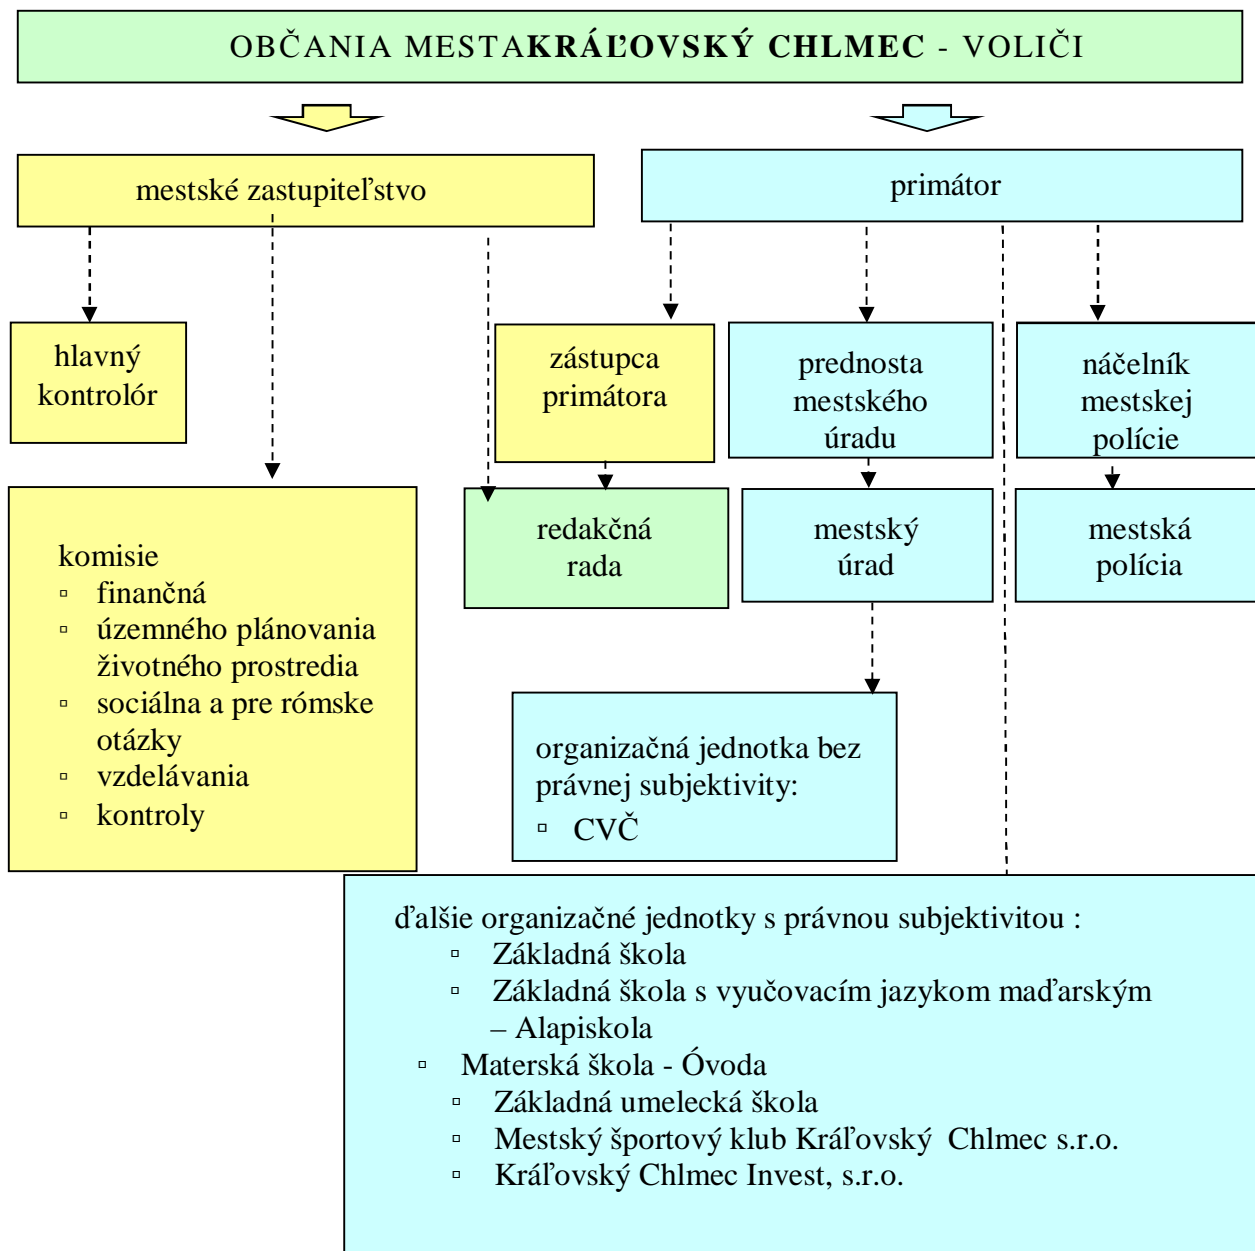 OBČANIA MESTAKRÁĽOVSKÝ CHLMEC - VOLIČI
mestské zastupiteľstvo
primátor
hlavný
kontrolór
zástupca
primátora
prednosta
mestského
úradu
náčelník
mestskej
polície
komisie
▫ finančná
▫ územného plánovania
životného prostredia
▫ sociálna a pre rómske
otázky
▫ vzdelávania
▫ kontroly
redakčná
rada
mestský
úrad
mestská
polícia
organizačná jednotka bez
právnej subjektivity:
▫ CVČ
ďalšie organizačné jednotky s právnou subjektivitou :
▫ Základná škola
▫ Základná škola s vyučovacím jazykom maďarským
– Alapiskola
▫ Materská škola - Óvoda
▫ Základná umelecká škola
▫ Mestský športový klub Kráľovský Chlmec s.r.o.
▫ Kráľovský Chlmec Invest, s.r.o.